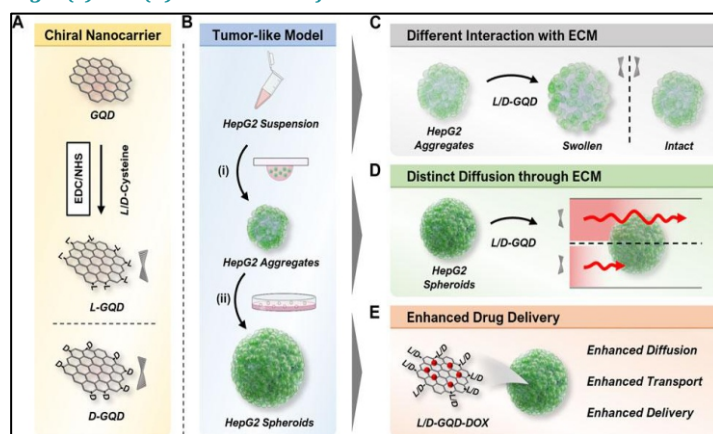 A
Chiral Nanocarrier
GQD
EDC/NHS
L/D-Cysteine
L-GQD
D-GQD
B
Tumor-like Model
HepG2 Suspension
(i)
HepG2 Aggregates
(ii)
HepG2 Spheroids
C
Different Interaction with ECM
L/D-GQD
HepG2
Aggregates
Swollen
Intact
D
Distinct Diffusion through ECM
L/D-GQD
HepG2
Spheroids
E
Enhanced Drug Delivery
L/D
L/D
L/D
L/D
L/D
L/D
L/D-GQD-DOX
Enhanced Diffusion
Enhanced Transport
Enhanced Delivery